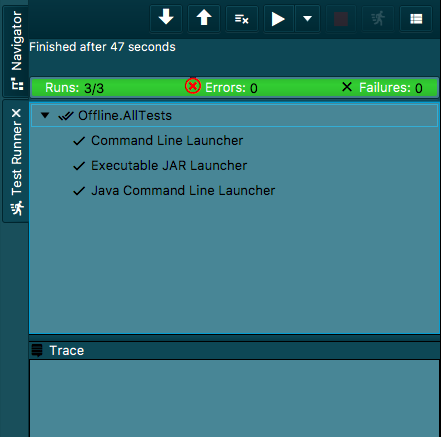 Navigator
Test Runner
Finished after 47 seconds
Runs: 3/3 Errors: 0 Failures: 0
Offline.AllTests
Command Line Launcher
Executable JAR Launcher
Java Command Line Launcher
Trace